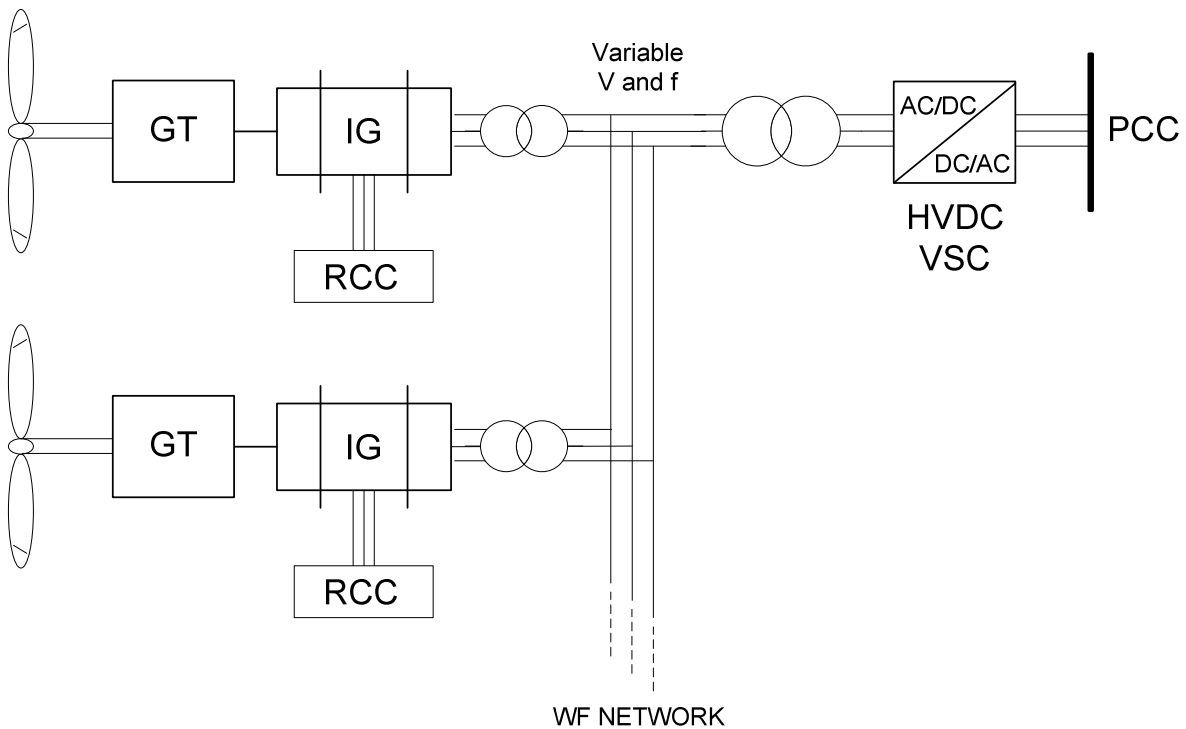 Variable
V and f
GT
IG
AC/DC
DC/AC
PCC
HVDC
VSC
RCC
GT
IG
RCC
WF NETWORK